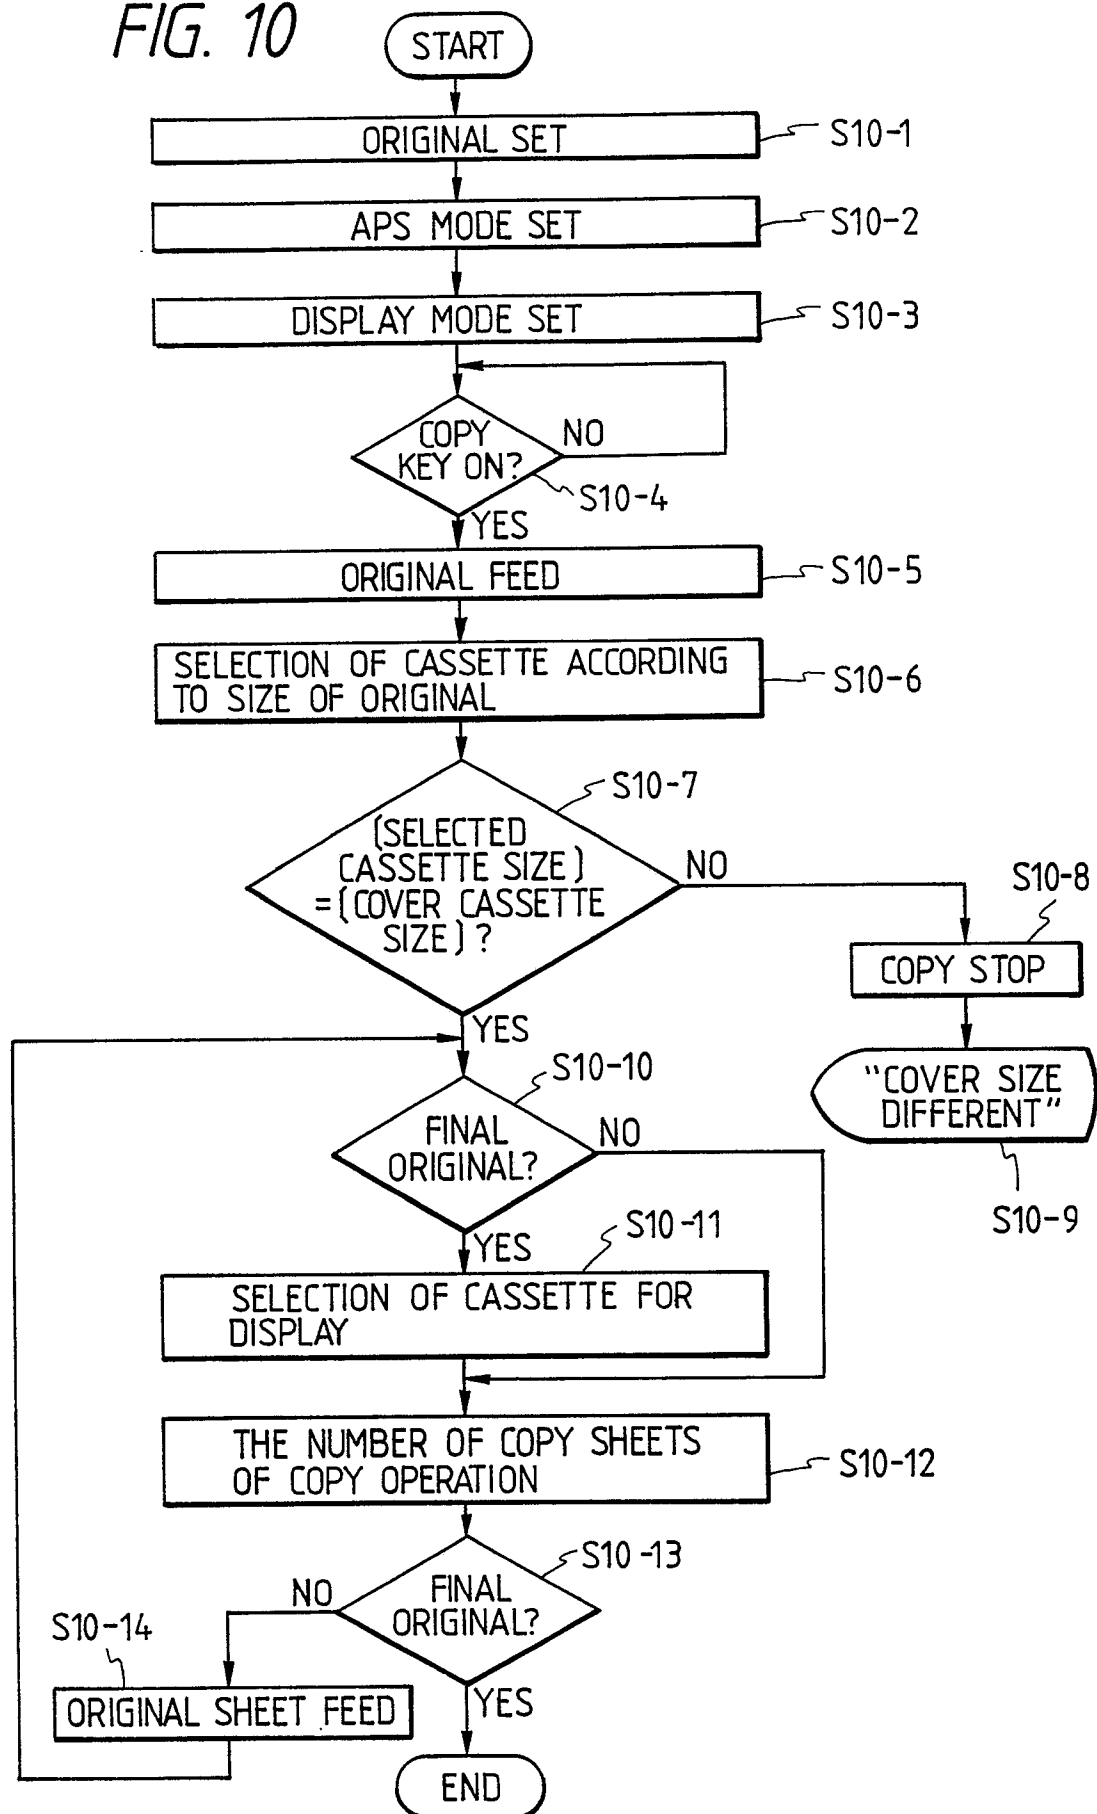 FIG. 10
START
ORIGINAL SET
S10-1
APS MODE SET
S10-2
DISPLAY MODE SET
S10-3
COPY
KEY ON?
NO
S10-4
YES
ORIGINAL FEED
S10-5
SELECTION OF CASSETTE ACCORDING
TO SIZE OF ORIGINAL
S10-6
S10-7
(SELECTED
CASSETTE SIZE)
=(COVER CASSETTE
SIZE)?
NO
S10-8
COPY STOP
YES
"COVER SIZE
DIFFERENT"
S10-9
S10-10
FINAL
ORIGINAL?
NO
YES
S10-11
SELECTION OF CASSETTE FOR
DISPLAY
THE NUMBER OF COPY SHEETS
OF COPY OPERATION
S10-12
S10-13
FINAL
ORIGINAL?
NO
S10-14
ORIGINAL SHEET FEED
YES
END